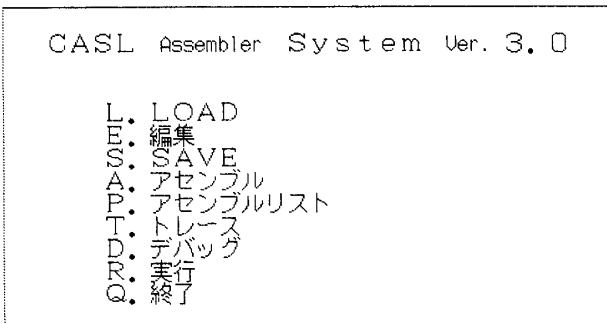 CASL Assembler System Ver. 3.0
L. LOAD
E. 編集
S. SAVE
A. アセンブル
P. アセンブルリスト
T. トレース
D. デバッグ
R. 実行
Q. 終了